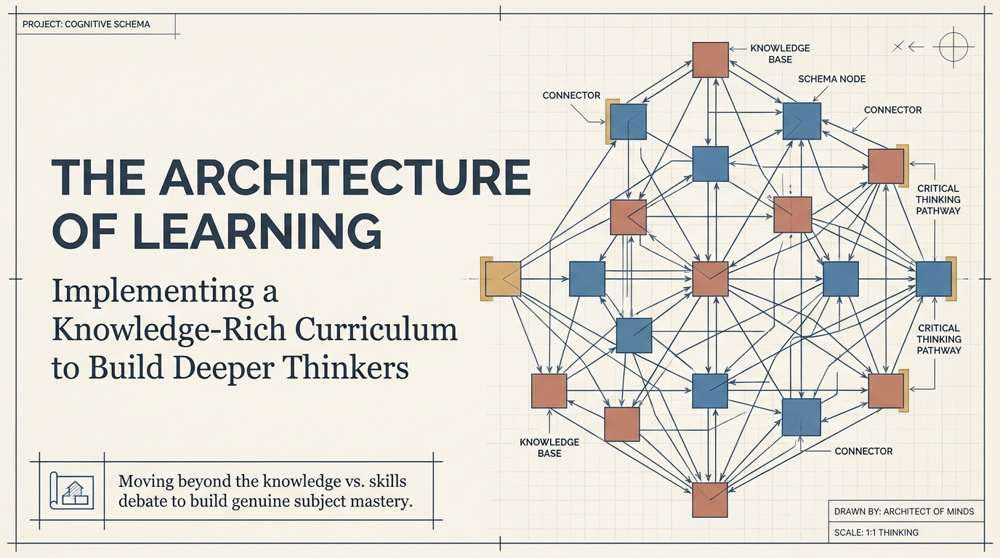 PROJECT: COGNITIVE SCHEMA
THE ARCHITECTURE
OF LEARNING
Implementing a
Knowledge-Rich Curriculum
to Build Deeper Thinkers
Moving beyond the knowledge vs. skills
debate to build genuine subject mastery.
KNOWLEDGE
BASE
SCHEMA NODE
CONNECTOR
CONNECTOR
CRITICAL
THINKING
PATHWAY
CRITICAL
THINKING
PATHWAY
KNOWLEDGE
BASE
CONNECTOR
DRAWN BY: ARCHITECT OF MINDS
SCALE: 1:1 THINKING